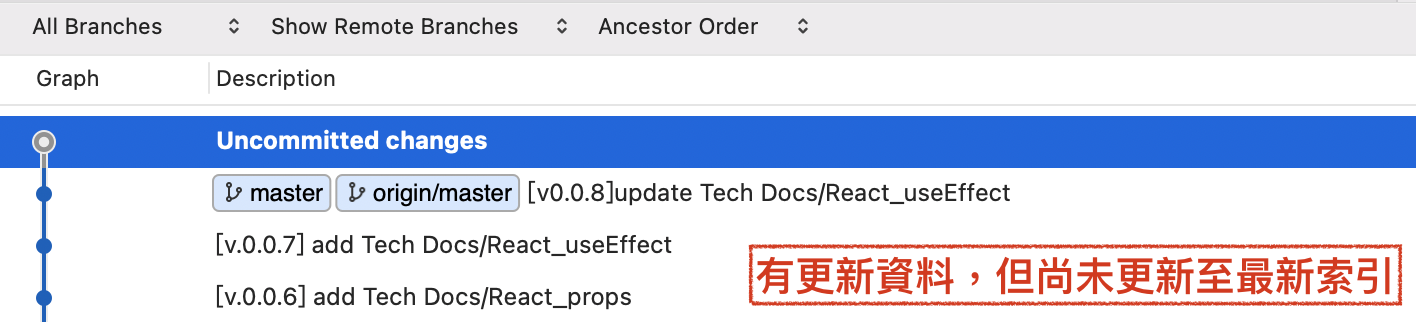 All Branches Show Remote Branches Ancestor Order
Graph Description
Uncommitted changes
master origin/master [v0.0.8]update Tech Docs/React_useEffect
[v.0.0.7] add Tech Docs/React_useEffect
有更新資料，但尚未更新至最新索引
[v.0.0.6] add Tech Docs/React_props